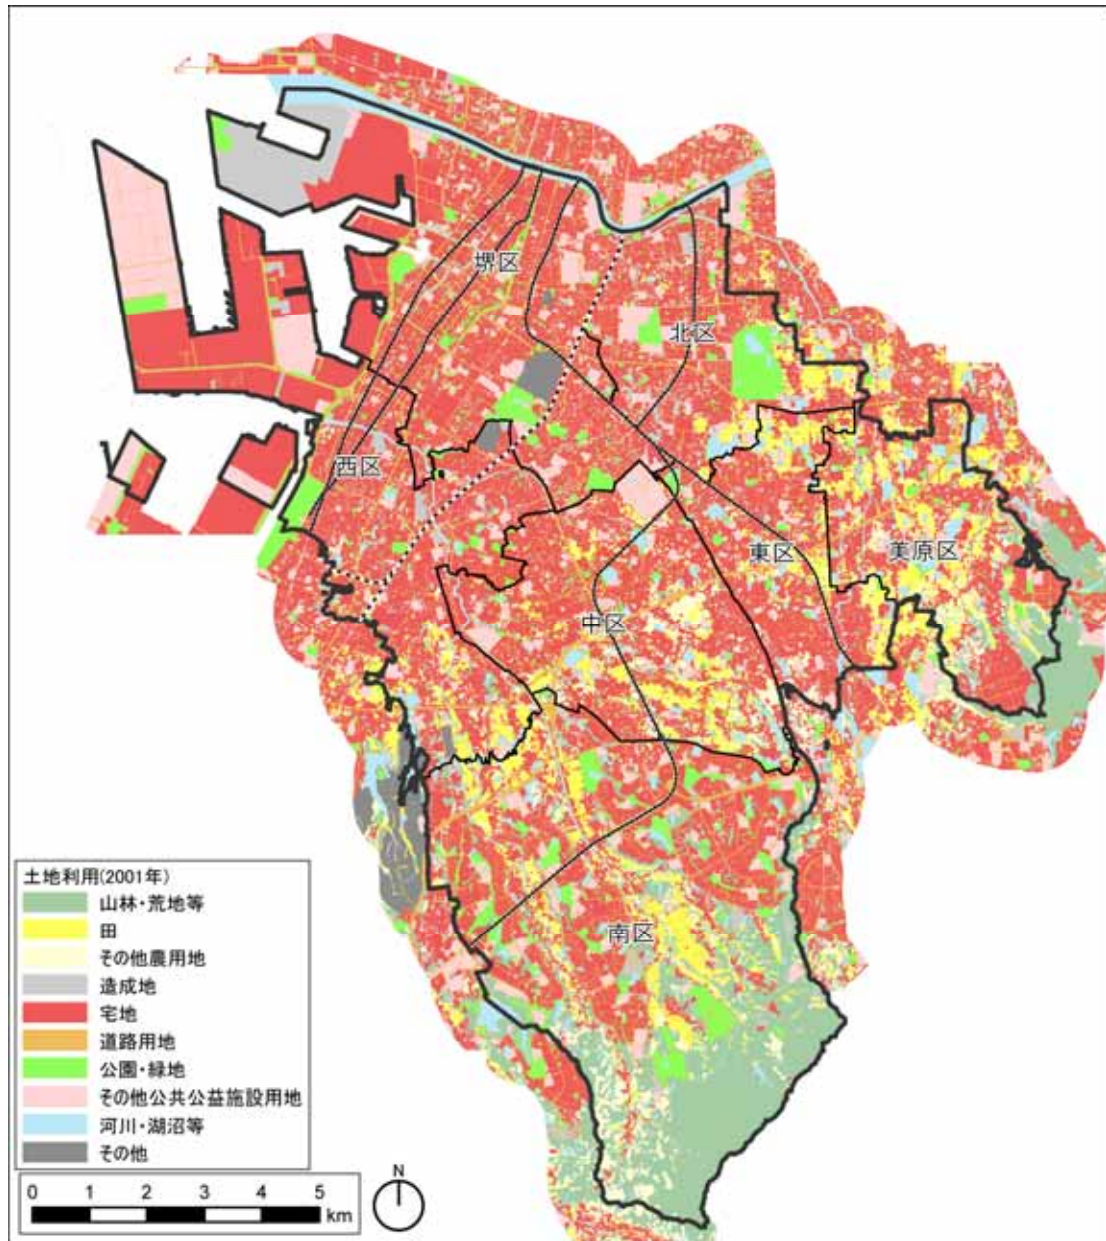 堺区
北区
西区
東区
美原区
中区
南区
土地利用(2001年)
山林・荒地等
田
その他農用地
造成地
宅地
道路用地
公園・緑地
その他公共公益施設用地
河川・湖沼等
その他
0 1 2 3 4 5
km
N